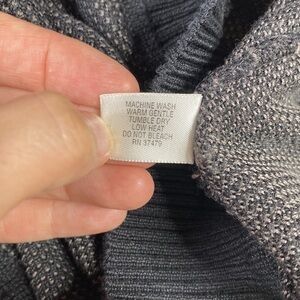 MACHINE WASH
WARM GENTLE
TUMBLE DRY
LOW HEAT
DO NOT BLEACH
RN 37479